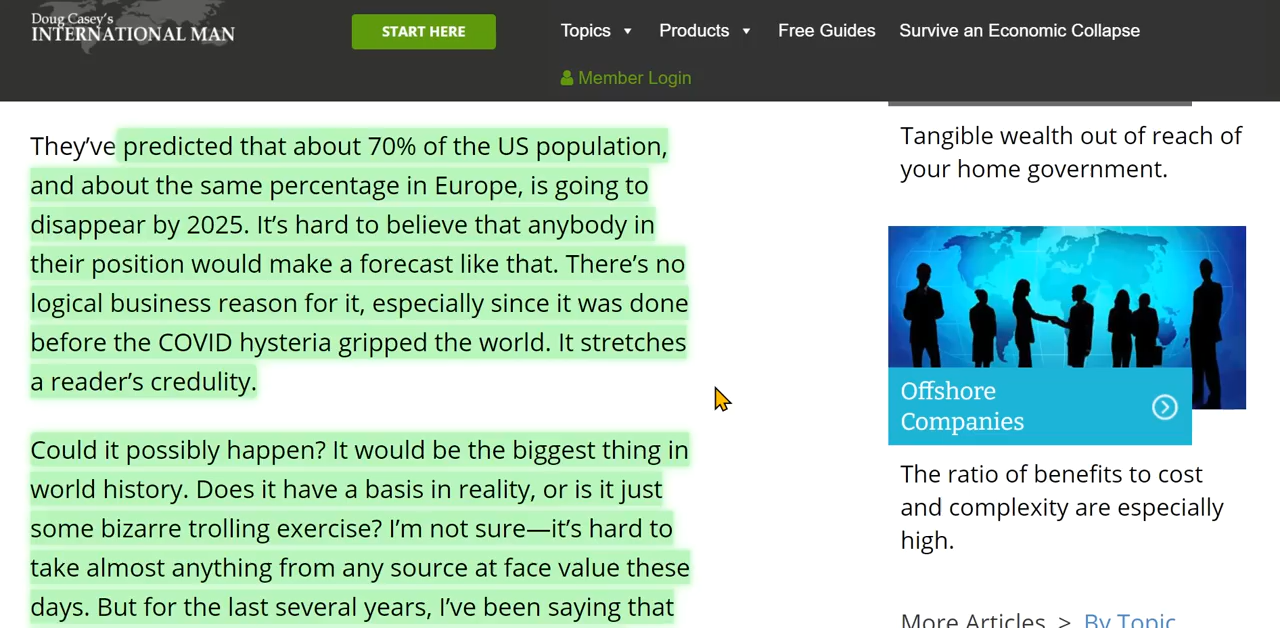 Doug Casey's
INTERNATIONAL MAN
START HERE
Topics
Products
Free Guides
Survive an Economic Collapse
Member Login
They've predicted that about 70% of the US population,
and about the same percentage in Europe, is going to
disappear by 2025. It's hard to believe that anybody in
their position would make a forecast like that. There's no
logical business reason for it, especially since it was done
before the COVID hysteria gripped the world. It stretches
a reader's credulity.
Could it possibly happen? It would be the biggest thing in
world history. Does it have a basis in reality, or is it just
some bizarre trolling exercise? I'm not sure—it's hard to
take almost anything from any source at face value these
days. But for the last several years, I've been saying that
Tangible wealth out of reach of
your home government.
Offshore
Companies
The ratio of benefits to cost
and complexity are especially
high.
More Articles > By Topic